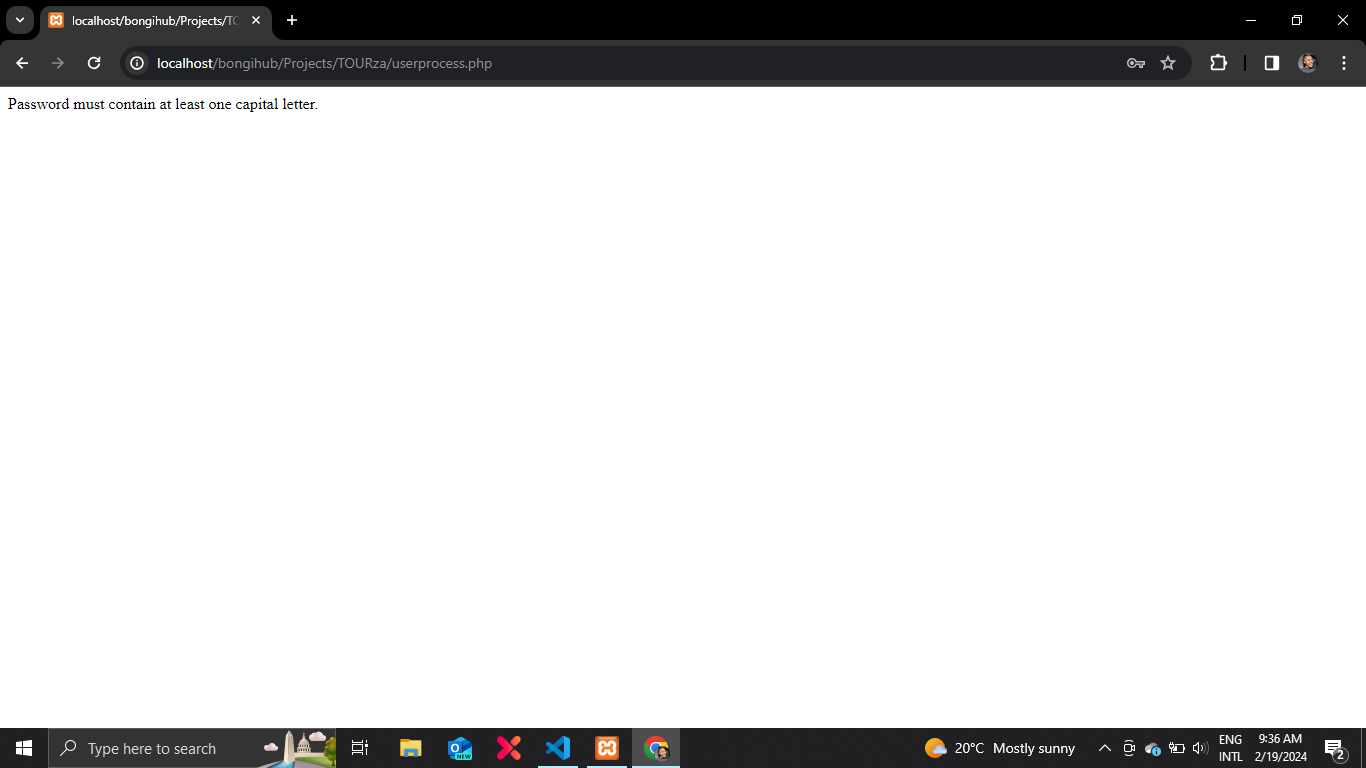 localhost/bongihub/Projects/TO
localhost/bongihub/Projects/TOURza/userprocess.php
Password must contain at least one capital letter.
Type here to search
NEW
20°C Mostly sunny
ENG
INTL
9:36 AM
2/19/2024
2